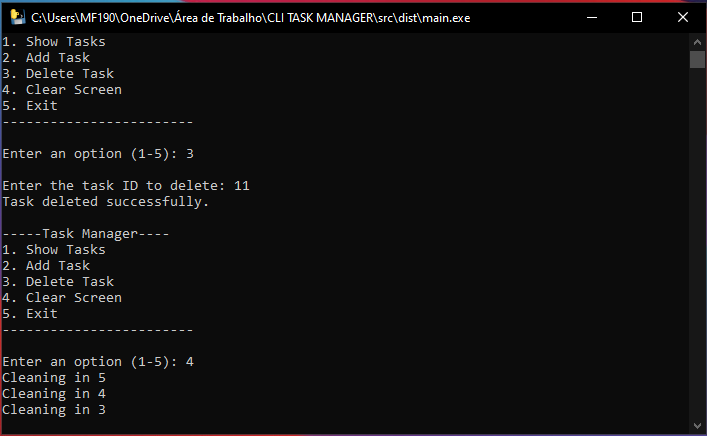 C:\Users\MF190\OneDrive\Área de Trabalho\CLI TASK MANAGER\src\dist\main.exe
1. Show Tasks
2. Add Task
3. Delete Task
4. Clear Screen
5. Exit
------------------------
Enter an option (1-5): 3
Enter the task ID to delete: 11
Task deleted successfully.
-----Task Manager----
1. Show Tasks
2. Add Task
3. Delete Task
4. Clear Screen
5. Exit
------------------------
Enter an option (1-5): 4
Cleaning in 5
Cleaning in 4
Cleaning in 3